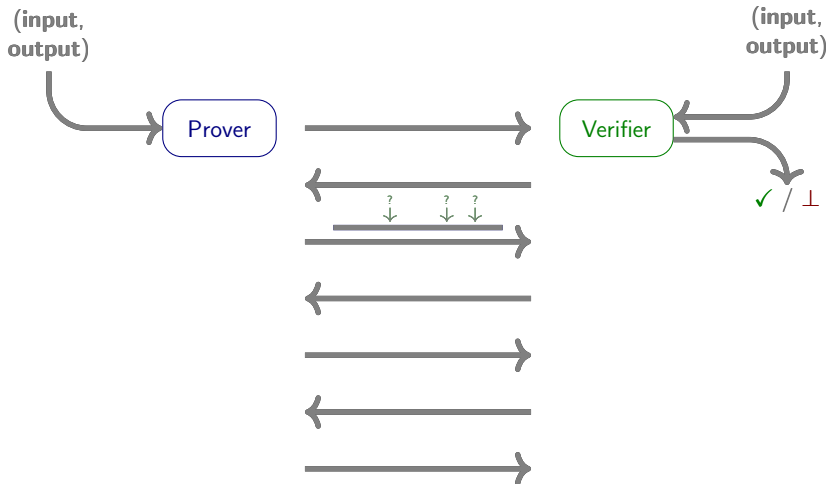 (input,
output)
(input,
output)
Prover
Verifier
? ? ?
✓ / ⊥